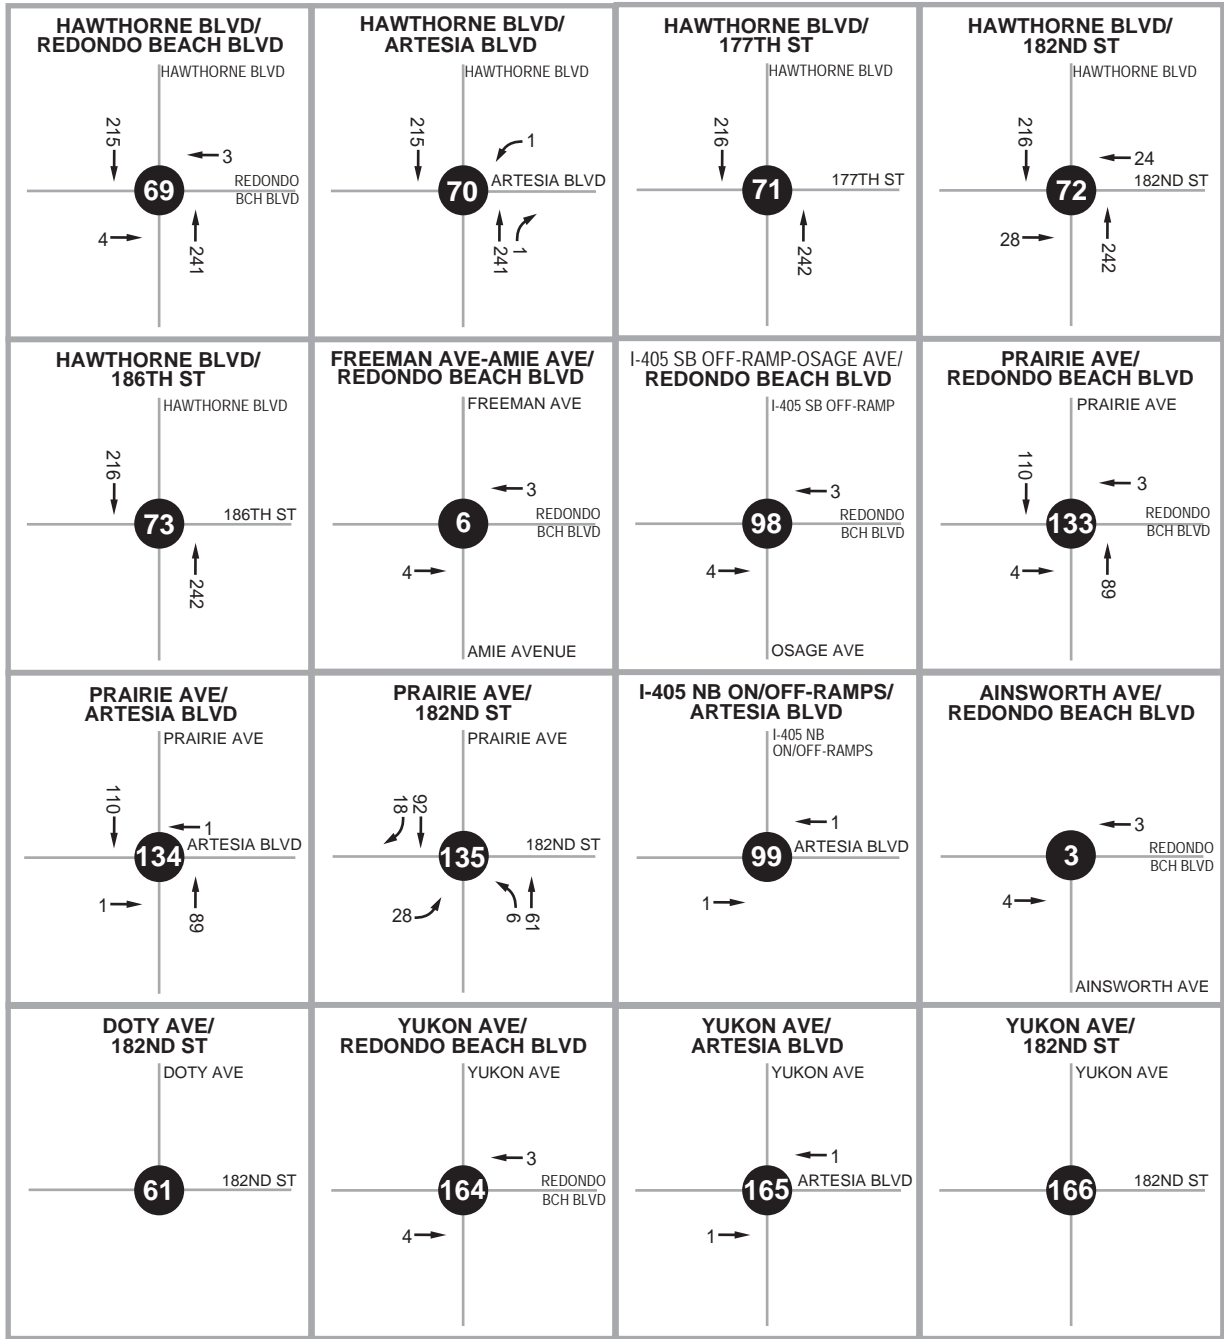 HAWTHORNE BLVD/
REDONDO BEACH BLVD
HAWTHORNE BLVD
215
3
69
REDONDO
BCH BLVD
4
241
HAWTHORNE BLVD/
ARTESIA BLVD
HAWTHORNE BLVD
215
1
70
ARTESIA BLVD
241
1
HAWTHORNE BLVD/
177TH ST
HAWTHORNE BLVD
216
71
177TH ST
242
HAWTHORNE BLVD/
182ND ST
HAWTHORNE BLVD
216
24
72
182ND ST
28
242
HAWTHORNE BLVD/
186TH ST
HAWTHORNE BLVD
216
73
186TH ST
242
FREEMAN AVE-AMIE AVE/
REDONDO BEACH BLVD
FREEMAN AVE
3
6
REDONDO
BCH BLVD
4
AMIE AVENUE
I-405 SB OFF-RAMP-OSAGE AVE/
REDONDO BEACH BLVD
I-405 SB OFF-RAMP
3
98
REDONDO
BCH BLVD
4
OSAGE AVE
PRAIRIE AVE/
REDONDO BEACH BLVD
PRAIRIE AVE
110
3
133
REDONDO
BCH BLVD
4
89
PRAIRIE AVE/
ARTESIA BLVD
PRAIRIE AVE
110
1
134
ARTESIA BLVD
1
89
PRAIRIE AVE/
182ND ST
PRAIRIE AVE
18
92
135
182ND ST
28
6
61
I-405 NB ON/OFF-RAMPS/
ARTESIA BLVD
I-405 NB
ON/OFF-RAMPS
1
99
ARTESIA BLVD
1
AINSWORTH AVE/
REDONDO BEACH BLVD
3
3
REDONDO
BCH BLVD
4
AINSWORTH AVE
DOTY AVE/
182ND ST
DOTY AVE
61
182ND ST
YUKON AVE/
REDONDO BEACH BLVD
YUKON AVE
3
164
REDONDO
BCH BLVD
4
YUKON AVE/
ARTESIA BLVD
YUKON AVE
1
165
ARTESIA BLVD
1
YUKON AVE/
182ND ST
YUKON AVE
166
182ND ST